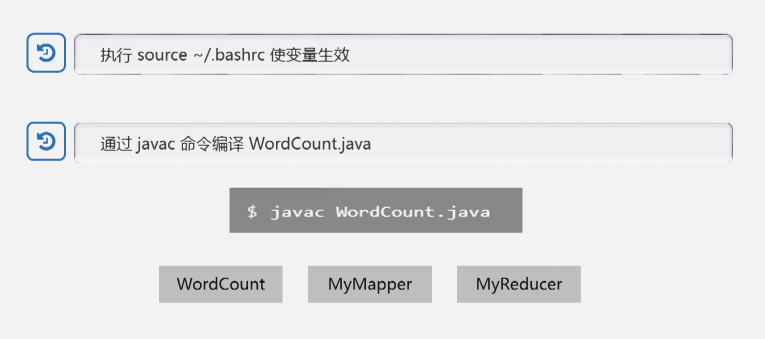 执行 source ~/.bashrc 使变量生效
通过 javac 命令编译 WordCount.java
$ javac WordCount.java
WordCount MyMapper MyReducer